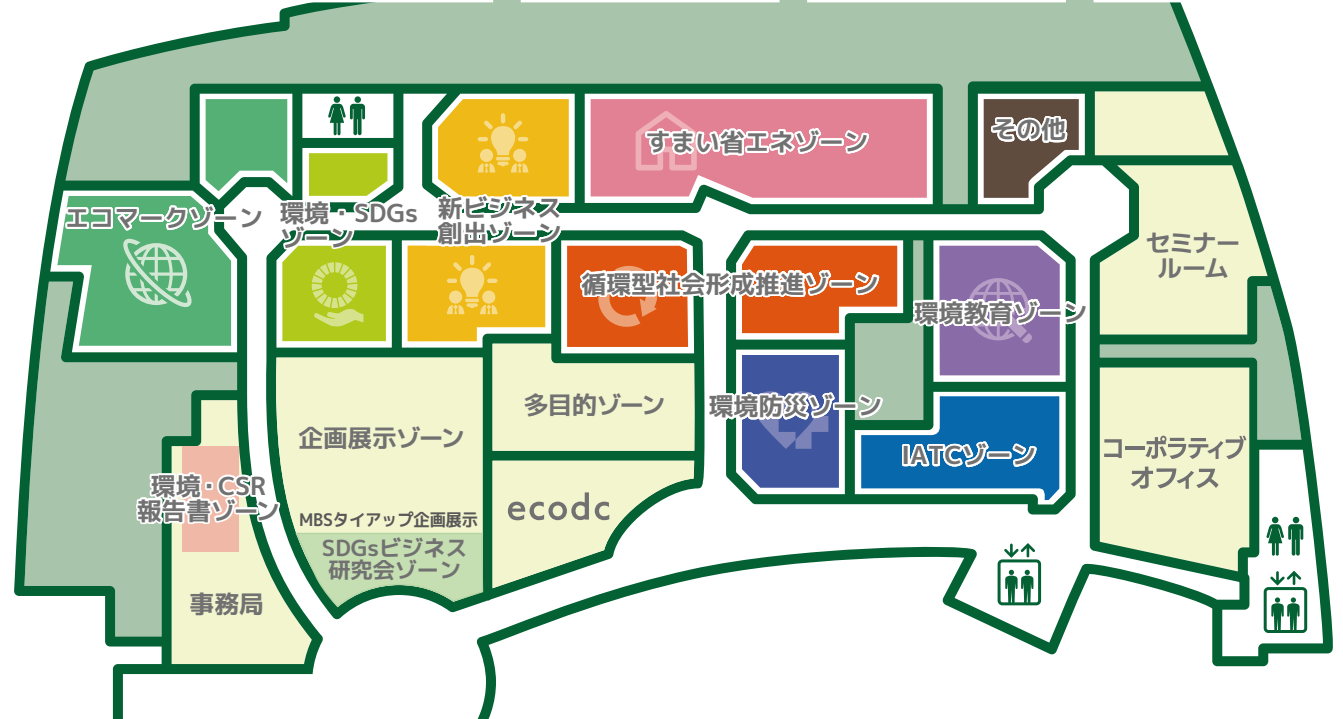 すまい省エネゾーン
その他
エコマークゾーン
環境・SDGs
ゾーン
新ビジネス
創出ゾーン
セミナー
ルーム
循環型社会形成推進ゾーン
環境教育ゾーン
多目的ゾーン
環境防災ゾーン
企画展示ゾーン
IATCゾーン
コーポラティブ
オフィス
環境・CSR
報告書ゾーン
ecodc
MBSタイアップ企画展示
SDGsビジネス
研究会ゾーン
事務局